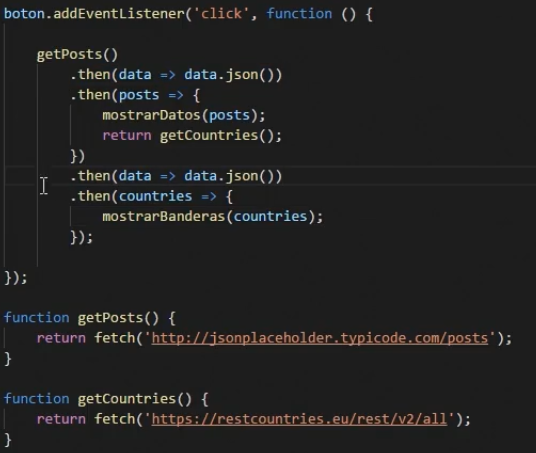 boton.addEventListener('click', function () {
getPosts()
.then(data => data.json())
.then(posts => {
mostrarDatos(posts);
return getCountries();
})
.then(data => data.json())
.then(countries => {
mostrarBanderas(countries);
});
});
function getPosts() {
return fetch('http://jsonplaceholder.typicode.com/posts');
}
function getCountries() {
return fetch('https://restcountries.eu/rest/v2/all');
}